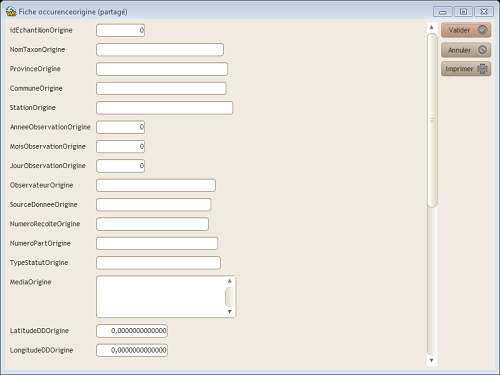 Fiche occurenceorigine (partagé)
idEchantillonOrigine 0
Valider
NomTaxonOrigine
Annuler
ProvinceOrigine
Imprimer
CommuneOrigine
StationOrigine
AnneeObservationOrigine 0
MoisObservationOrigine 0
JourObservationOrigine 0
ObservateurOrigine
SourceDonneeOrigine
NumeroRecolteOrigine
NumeroPartOrigine
TypeStatutOrigine
MediaOrigine
LatitudeDDOrigine 0,0000000000000
LongitudeDDOrigine 0,0000000000000